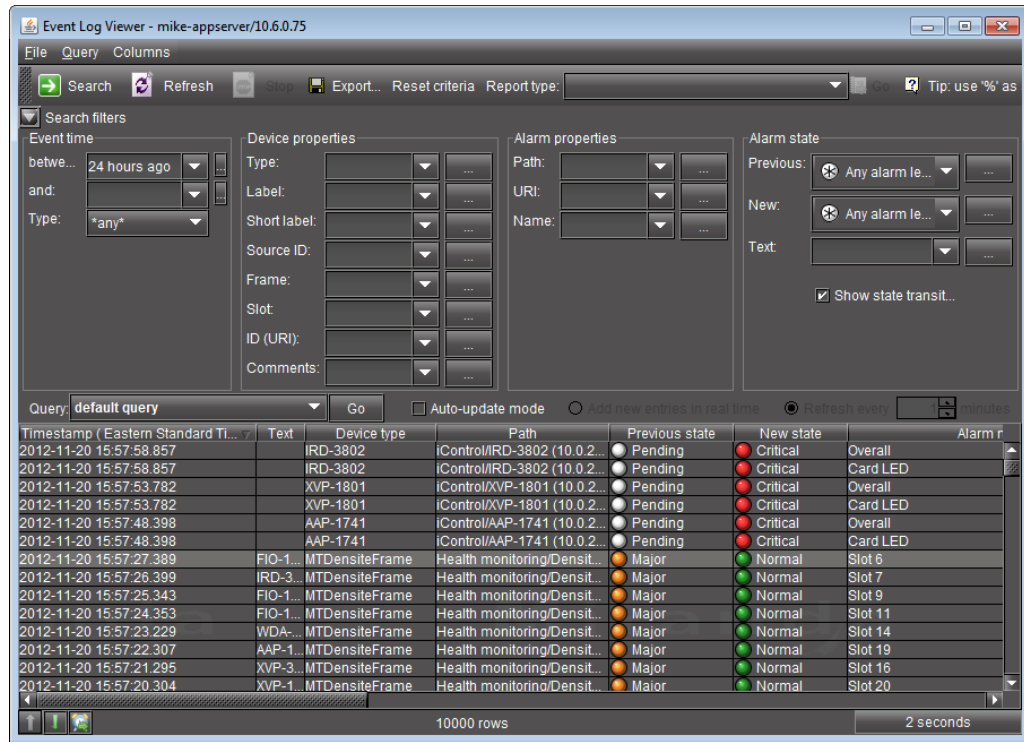 Event Log Viewer - mike-appserver/10.6.0.75
File Query Columns
Search Refresh Stop Export... Reset criteria Report type: Go Tip: use '%' as
Search filters
Event time Device properties Alarm properties Alarm state
betwe... 24 hours ago ... Type: ... Path: ... Previous: Any alarm le... ...
and: ... Label: ... URI: ...
Type: *any* Short label: ... Name: ... New: Any alarm le... ...
Source ID: ... Text: ...
Frame: ...
Slot: ... Show state transit...
ID (URI): ...
Comments: ...
Query: default query Go Auto-update mode Add new entries in real time Refresh every 1 minutes
Timestamp ( Eastern Standard Ti... Text Device type Path Previous state New state Alarm n
2012-11-20 15:57:58.857 IRD-3802 iControl/IRD-3802 (10.0.2... Pending Critical Overall
2012-11-20 15:57:58.857 IRD-3802 iControl/IRD-3802 (10.0.2... Pending Critical Card LED
2012-11-20 15:57:53.782 XVP-1801 iControl/XVP-1801 (10.0.2... Pending Critical Overall
2012-11-20 15:57:53.782 XVP-1801 iControl/XVP-1801 (10.0.2... Pending Critical Card LED
2012-11-20 15:57:48.398 AAP-1741 iControl/AAP-1741 (10.0.2... Pending Critical Overall
2012-11-20 15:57:48.398 AAP-1741 iControl/AAP-1741 (10.0.2... Pending Critical Card LED
2012-11-20 15:57:27.389 FIO-1... MTDensiteFrame Health monitoring/Densit... Major Normal Slot 6
2012-11-20 15:57:26.399 IRD-3... MTDensiteFrame Health monitoring/Densit... Major Normal Slot 7
2012-11-20 15:57:25.343 FIO-1... MTDensiteFrame Health monitoring/Densit... Major Normal Slot 9
2012-11-20 15:57:24.353 FIO-1... MTDensiteFrame Health monitoring/Densit... Major Normal Slot 11
2012-11-20 15:57:23.229 WDA-... MTDensiteFrame Health monitoring/Densit... Major Normal Slot 14
2012-11-20 15:57:22.307 AAP-1... MTDensiteFrame Health monitoring/Densit... Major Normal Slot 19
2012-11-20 15:57:21.295 XVP-3... MTDensiteFrame Health monitoring/Densit... Major Normal Slot 16
2012-11-20 15:57:20.304 XVP-1... MTDensiteFrame Health monitoring/Densit... Major Normal Slot 20
10000 rows 2 seconds